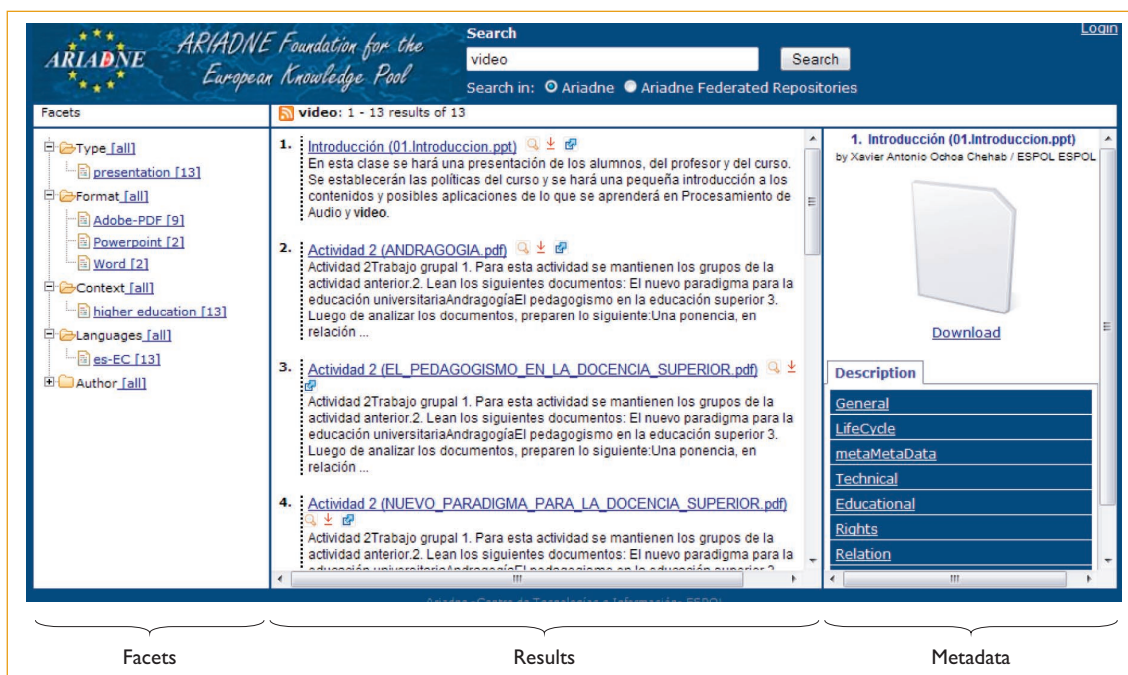 Login
ARIADNE
ARIADNE Foundation for the
European Knowledge Pool
Search
video
Search
Search in: Ariadne Ariadne Federated Repositories
Facets
Type [all]
presentation [13]
Format [all]
Adobe-PDF [9]
Powerpoint [2]
Word [2]
Context [all]
higher education [13]
Languages [all]
es-EC [13]
Author [all]
video: 1 - 13 results of 13
1. Introducción (01.Introduccion.ppt)
En esta clase se hará una presentación de los alumnos, del profesor y del curso.
Se establecerán las políticas del curso y se hará una pequeña introducción a los
contenidos y posibles aplicaciones de lo que se aprenderá en Procesamiento de
Audio y video.
2. Actividad 2 (ANDRAGOGIA.pdf)
Actividad 2Trabajo grupal 1. Para esta actividad se mantienen los grupos de la
actividad anterior.2. Lean los siguientes documentos: El nuevo paradigma para la
educación universitariaAndragogíaEl pedagogismo en la educación superior 3.
Luego de analizar los documentos, preparen lo siguiente:Una ponencia, en
relación ...
3. Actividad 2 (EL_PEDAGOGISMO_EN_LA_DOCENCIA_SUPERIOR.pdf)
Actividad 2Trabajo grupal 1. Para esta actividad se mantienen los grupos de la
actividad anterior.2. Lean los siguientes documentos: El nuevo paradigma para la
educación universitariaAndragogíaEl pedagogismo en la educación superior 3.
Luego de analizar los documentos, preparen lo siguiente:Una ponencia, en
relación ...
4. Actividad 2 (NUEVO_PARADIGMA_PARA_LA_DOCENCIA_SUPERIOR.pdf)
Actividad 2Trabajo grupal 1. Para esta actividad se mantienen los grupos de la
actividad anterior.2. Lean los siguientes documentos: El nuevo paradigma para la
educación universitariaAndragogíaEl pedagogismo en la educación superior 3.
1. Introducción (01.Introduccion.ppt)
by Xavier Antonio Ochoa Chehab / ESPOL ESPOL
Download
Description
General
LifeCycle
metaMetaData
Technical
Educational
Rights
Relation
Facets
Results
Metadata